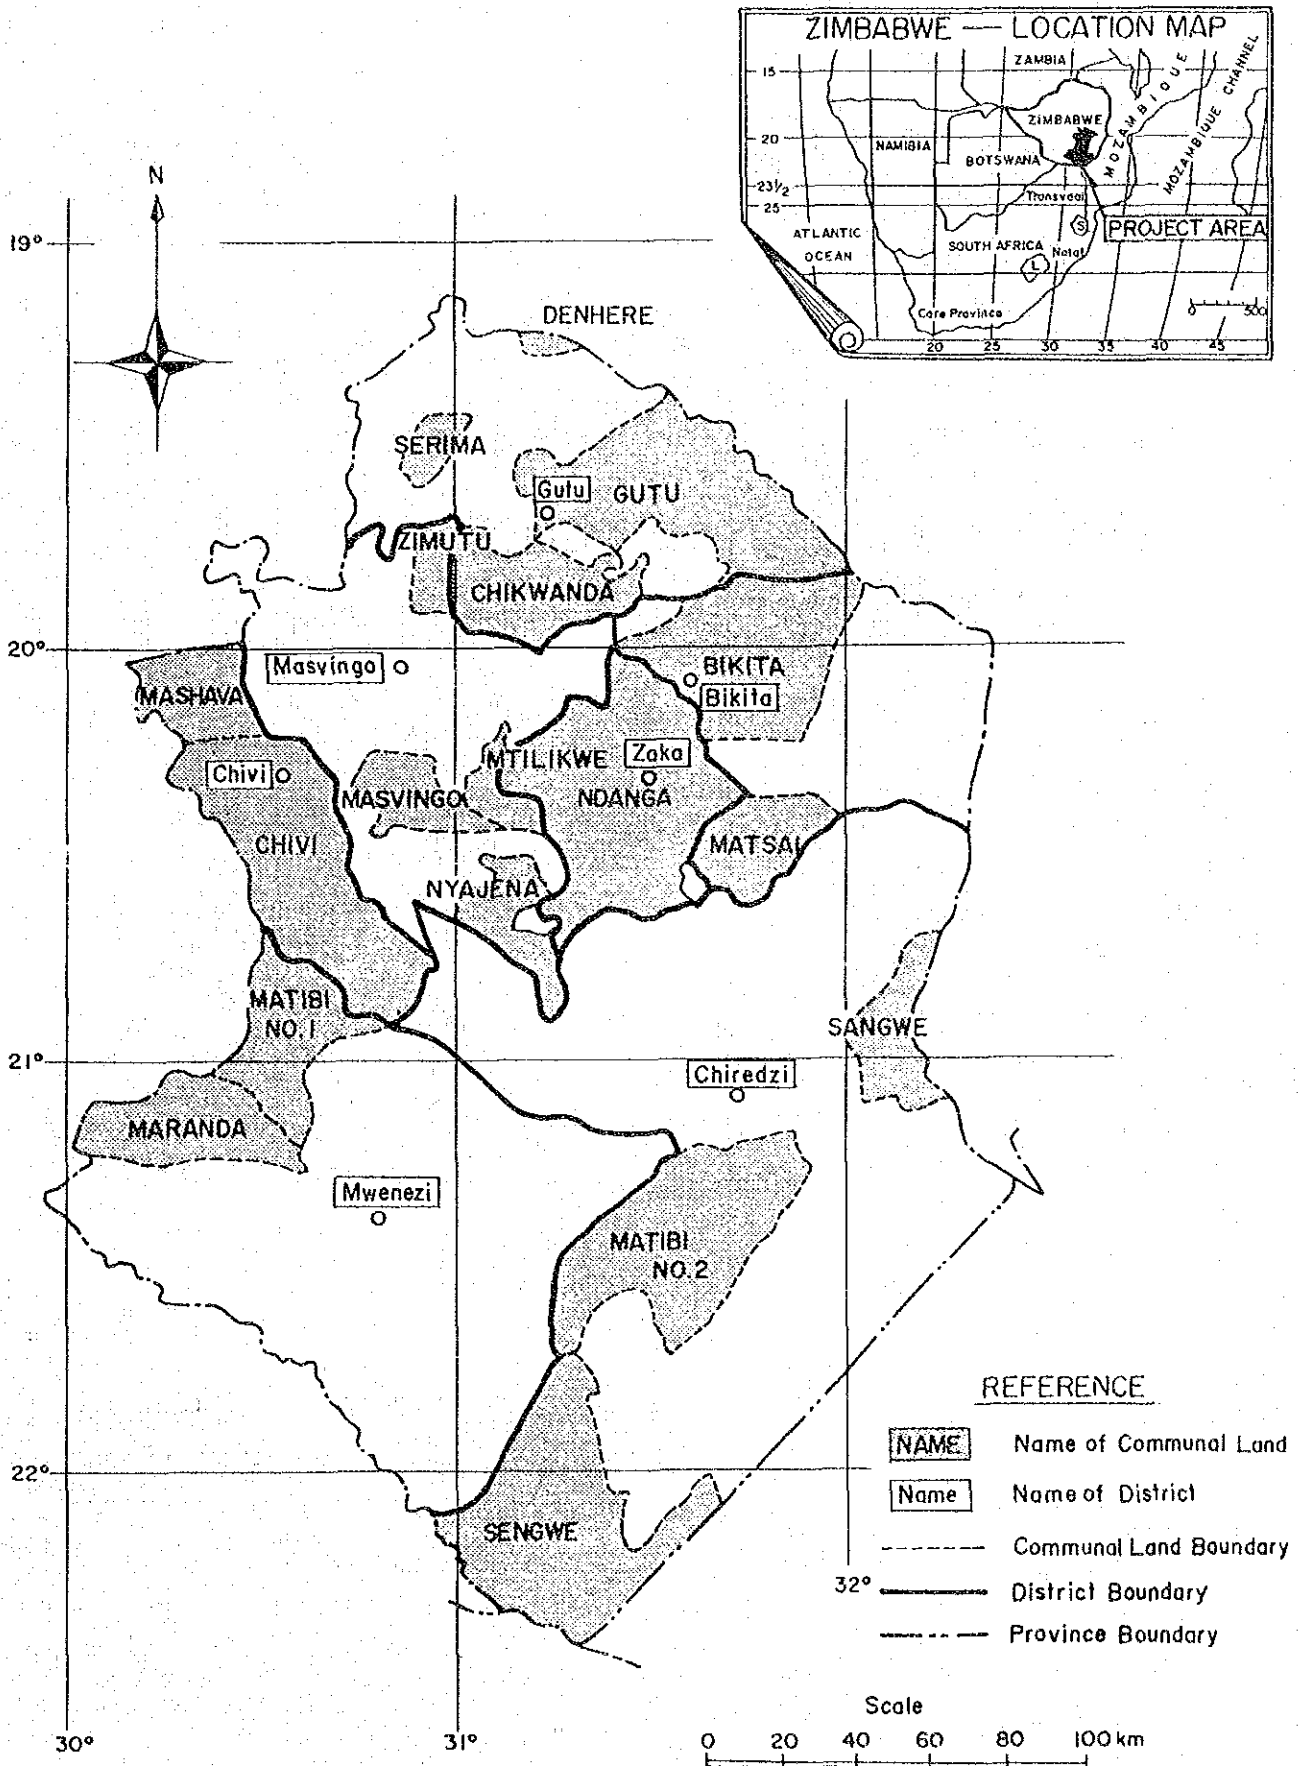 ZIMBABWE — LOCATION MAP
ZAMBIA
15
ZIMBABWE
MOZAMBIQUE
MOZAMBIQUE CHANNEL
20
NAMIBIA
BOTSWANA
23½
25
Transvaal
S
PROJECT AREA
ATLANTIC
OCEAN
SOUTH AFRICA
Natal
L
Cape Province
0 300
20 25 30 35 40 45
N
19°
DENHERE
SERIMA
Gutu
GUTU
ZIMUTU
CHIKWANDA
20°
Masvingo
BIKITA
Bikita
MASHAVA
MTILIKWE
Zaka
Chivi
MASVINGO
NDANGA
CHIVI
MATSAI
NYAJENA
MATIBI
NO.1
SANGWE
21°
Chiredzi
MARANDA
Mwenezi
MATIBI
NO.2
REFERENCE
NAME Name of Communal Land
22°
Name Name of District
SENGWE
Communal Land Boundary
32°
District Boundary
Province Boundary
Scale
30° 31°
0 20 40 60 80 100 km